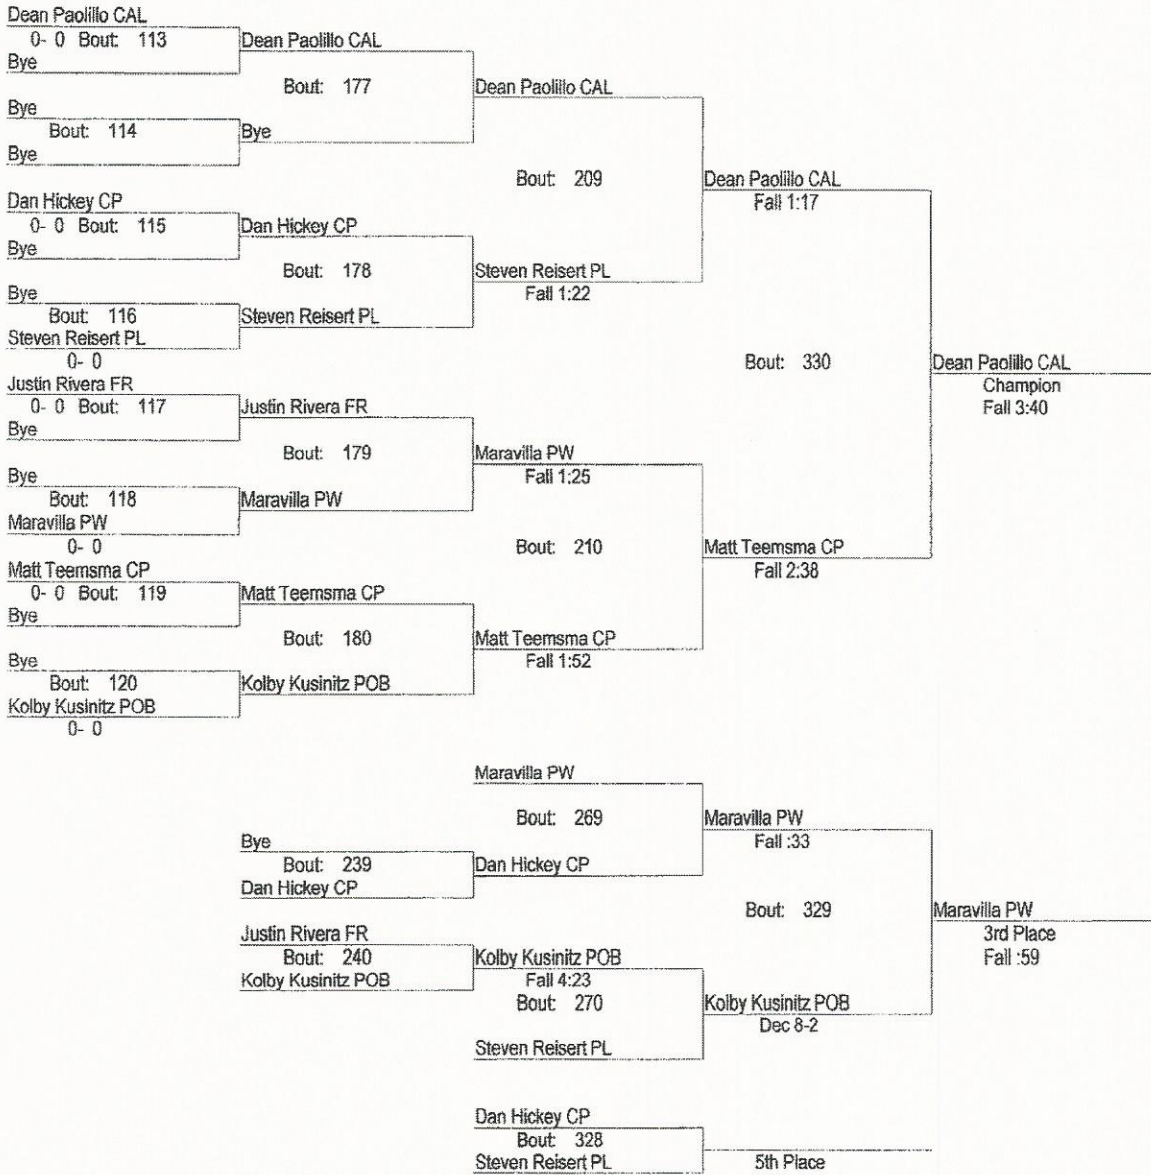 Dean Paolillo CAL
0- 0 Bout: 113
Bye
Dean Paolillo CAL
Bout: 177
Bye
Bout: 114
Bye
Bye
Dean Paolillo CAL
Bout: 209
Dan Hickey CP
0- 0 Bout: 115
Bye
Dan Hickey CP
Bout: 178
Bye
Bout: 116
Steven Reisert PL
0- 0
Steven Reisert PL
Steven Reisert PL
Fall 1:22
Dean Paolillo CAL
Fall 1:17
Bout: 330
Dean Paolillo CAL
Champion
Fall 3:40
Justin Rivera FR
0- 0 Bout: 117
Bye
Justin Rivera FR
Bout: 179
Bye
Bout: 118
Maravilla PW
0- 0
Maravilla PW
Maravilla PW
Fall 1:25
Bout: 210
Matt Teemsma CP
Fall 2:38
Matt Teemsma CP
0- 0 Bout: 119
Bye
Matt Teemsma CP
Bout: 180
Bye
Bout: 120
Kolby Kusinitz POB
0- 0
Kolby Kusinitz POB
Matt Teemsma CP
Fall 1:52
Maravilla PW
Bout: 269
Bye
Bout: 239
Dan Hickey CP
Dan Hickey CP
Maravilla PW
Fall :33
Bout: 329
Maravilla PW
3rd Place
Fall :59
Justin Rivera FR
Bout: 240
Kolby Kusinitz POB
Kolby Kusinitz POB
Fall 4:23
Bout: 270
Steven Reisert PL
Kolby Kusinitz POB
Dec 8-2
Dan Hickey CP
Bout: 328
Steven Reisert PL
5th Place